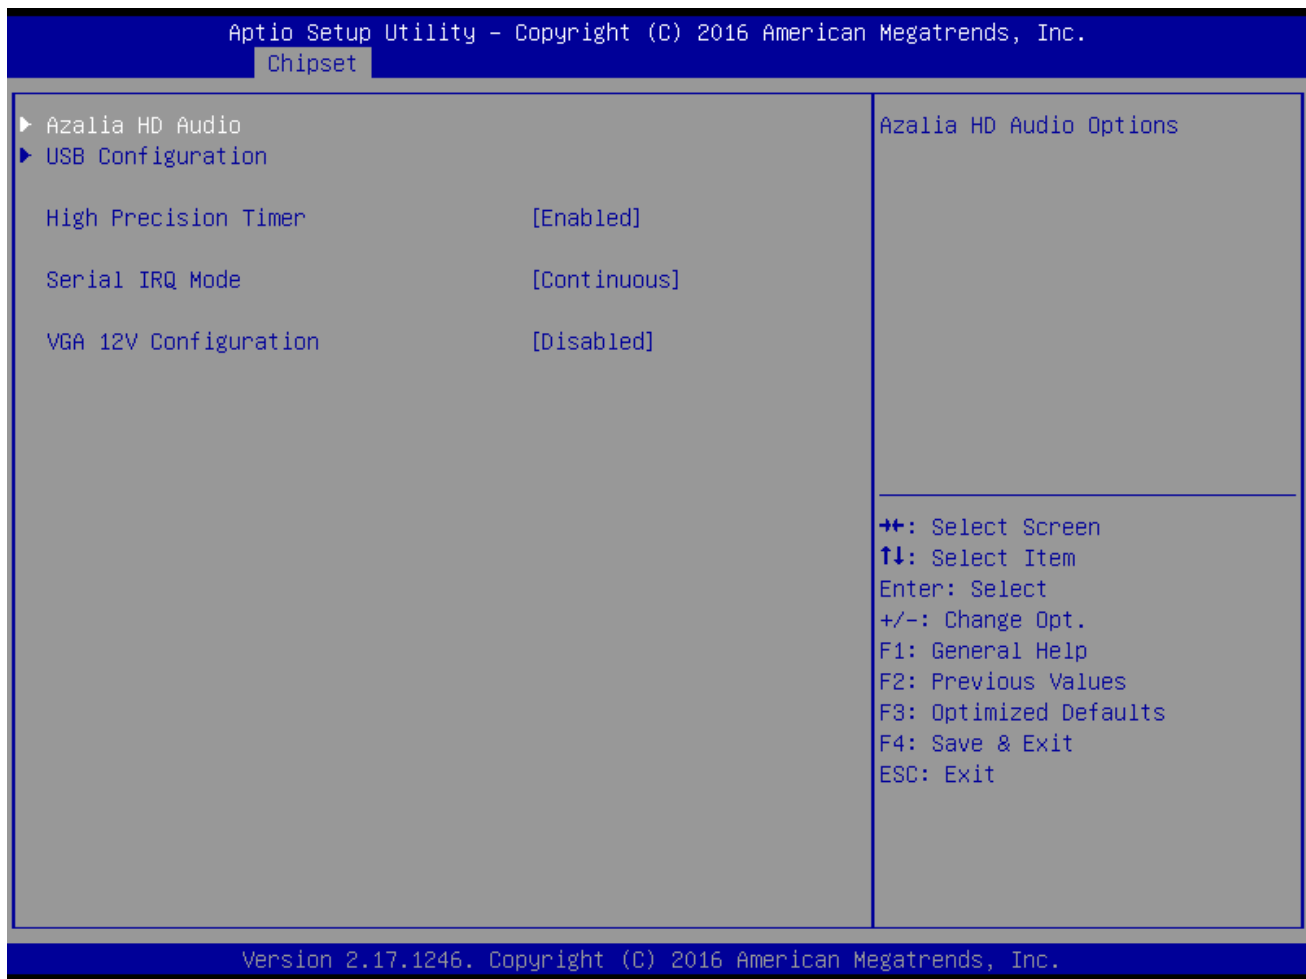 Aptio Setup Utility – Copyright (C) 2016 American Megatrends, Inc.
Chipset
Azalia HD Audio
USB Configuration
High Precision Timer [Enabled]
Serial IRQ Mode [Continuous]
VGA 12V Configuration [Disabled]
Azalia HD Audio Options
→←: Select Screen
↑↓: Select Item
Enter: Select
+/-: Change Opt.
F1: General Help
F2: Previous Values
F3: Optimized Defaults
F4: Save & Exit
ESC: Exit
Version 2.17.1246. Copyright (C) 2016 American Megatrends, Inc.